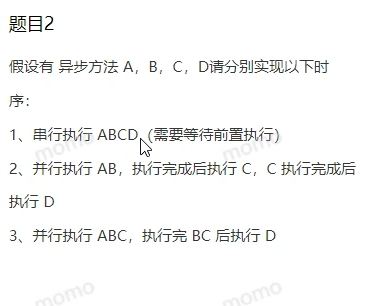 题目2
假设有 异步方法 A，B，C，D请分别实现以下时
序：
1、串行执行 ABCD（需要等待前置执行）
2、并行执行 AB，执行完成后执行 C，C 执行完成后
执行 D
3、并行执行 ABC，执行完 BC 后执行 D
momo
momo
momo
momo